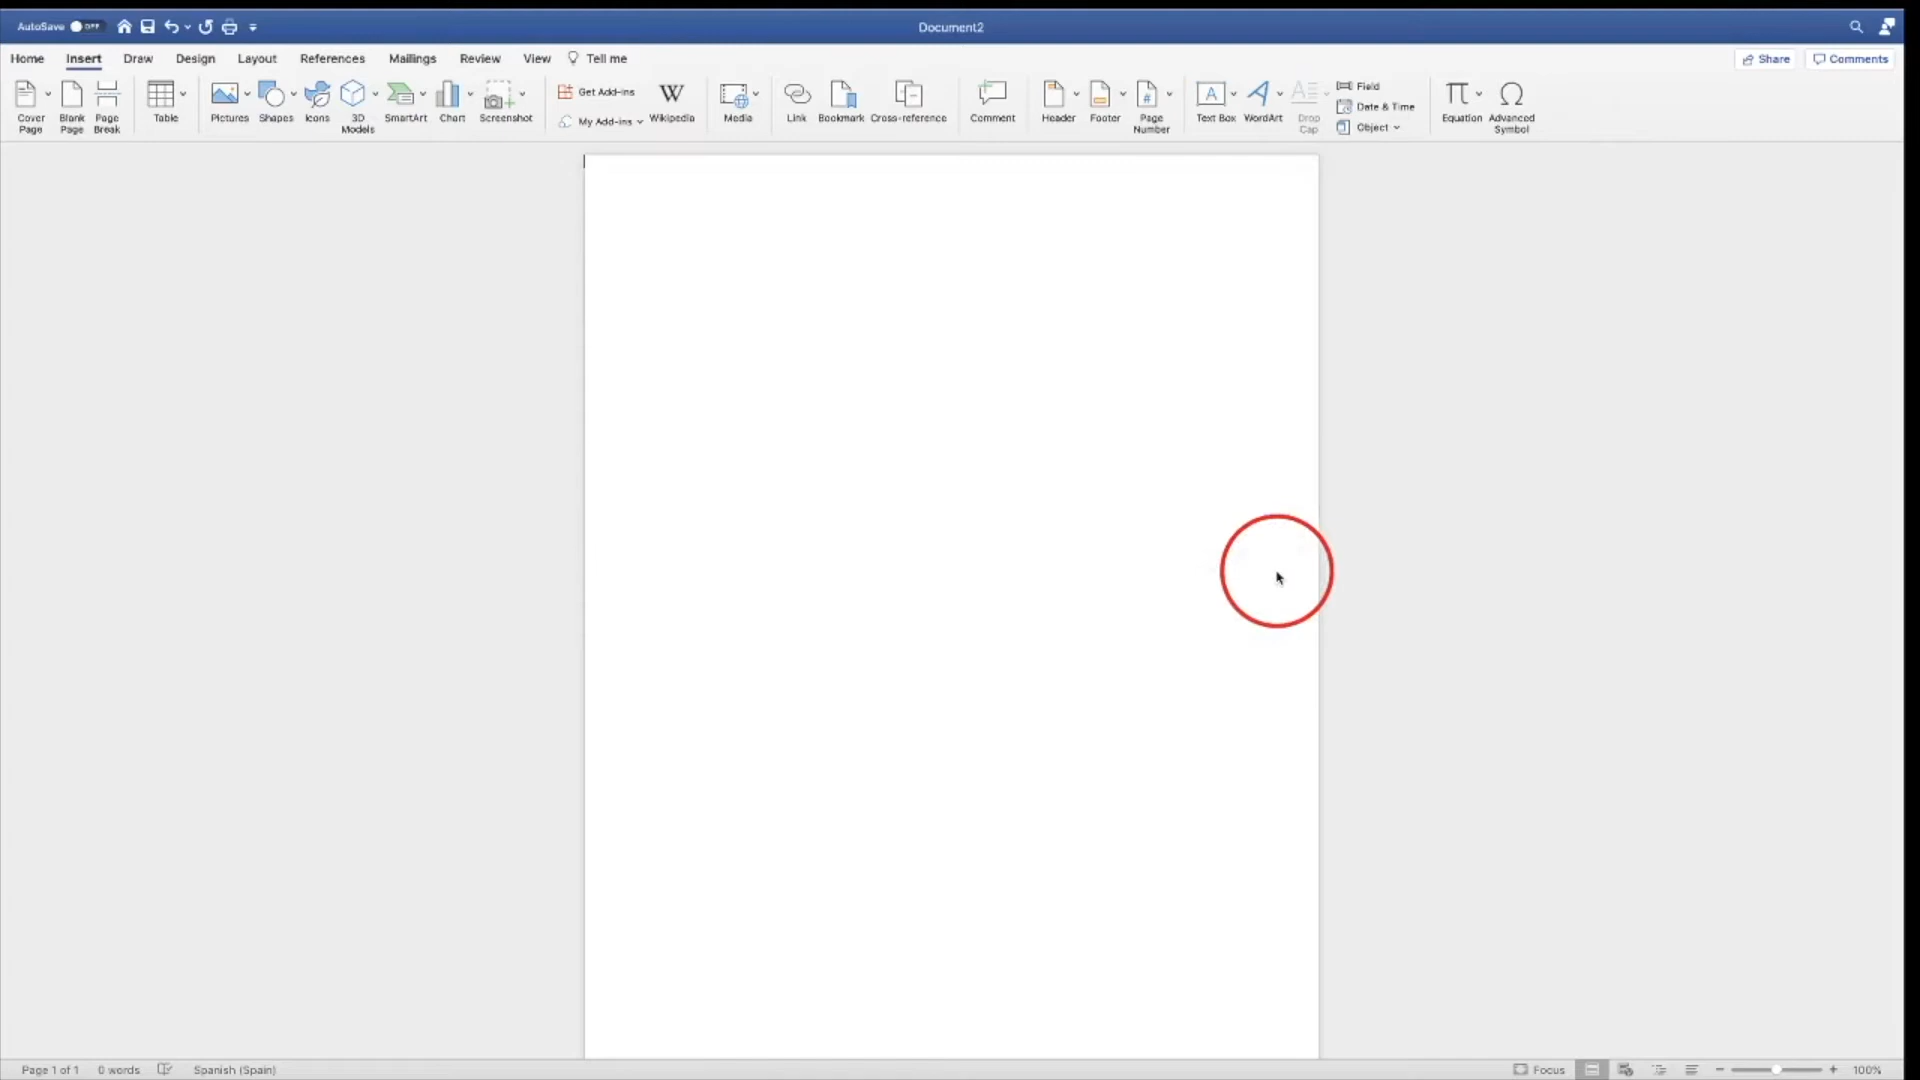 AutoSave OFF
Document2
Home Insert Draw Design Layout References Mailings Review View Tell me
Share Comments
Cover Page
Blank Page
Page Break
Table
Pictures
Shapes
Icons
3D Models
SmartArt
Chart
Screenshot
Get Add-ins
My Add-ins
W
Wikipedia
Media
Link
Bookmark
Cross-reference
Comment
Header
Footer
#
Page Number
A
Text Box
A
WordArt
A
Drop Cap
Field
Date & Time
Object
π
Equation
Ω
Advanced Symbol
Page 1 of 1 0 words Spanish (Spain)
Focus
100%